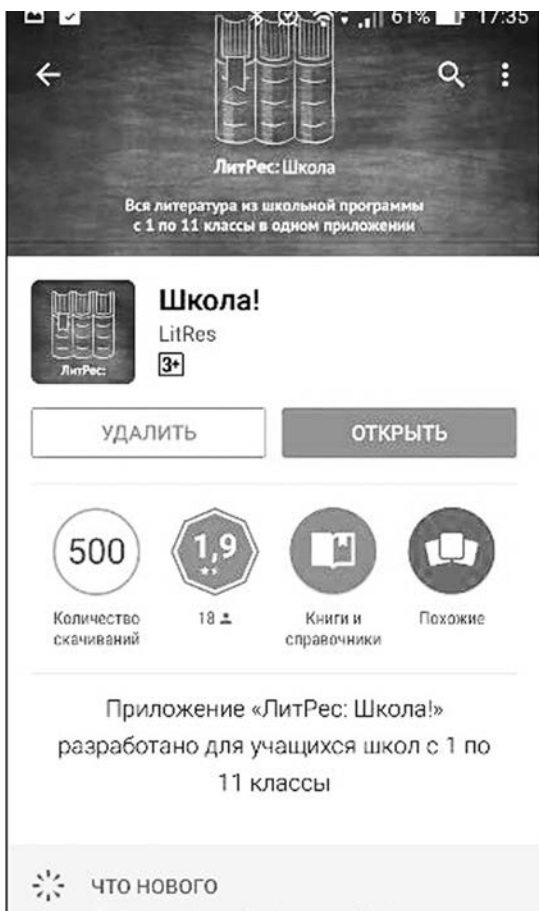 61% 17:35
ЛитРес: Школа
Вся литература из школьной программы
с 1 по 11 классы в одном приложении
ЛитРес:
Школа!
LitRes
3+
УДАЛИТЬ
ОТКРЫТЬ
500
1,9
Количество
скачиваний
18
Книги и
справочники
Похожие
Приложение «ЛитРес: Школа!»
разработано для учащихся школ с 1 по
11 классы
ЧТО НОВОГО